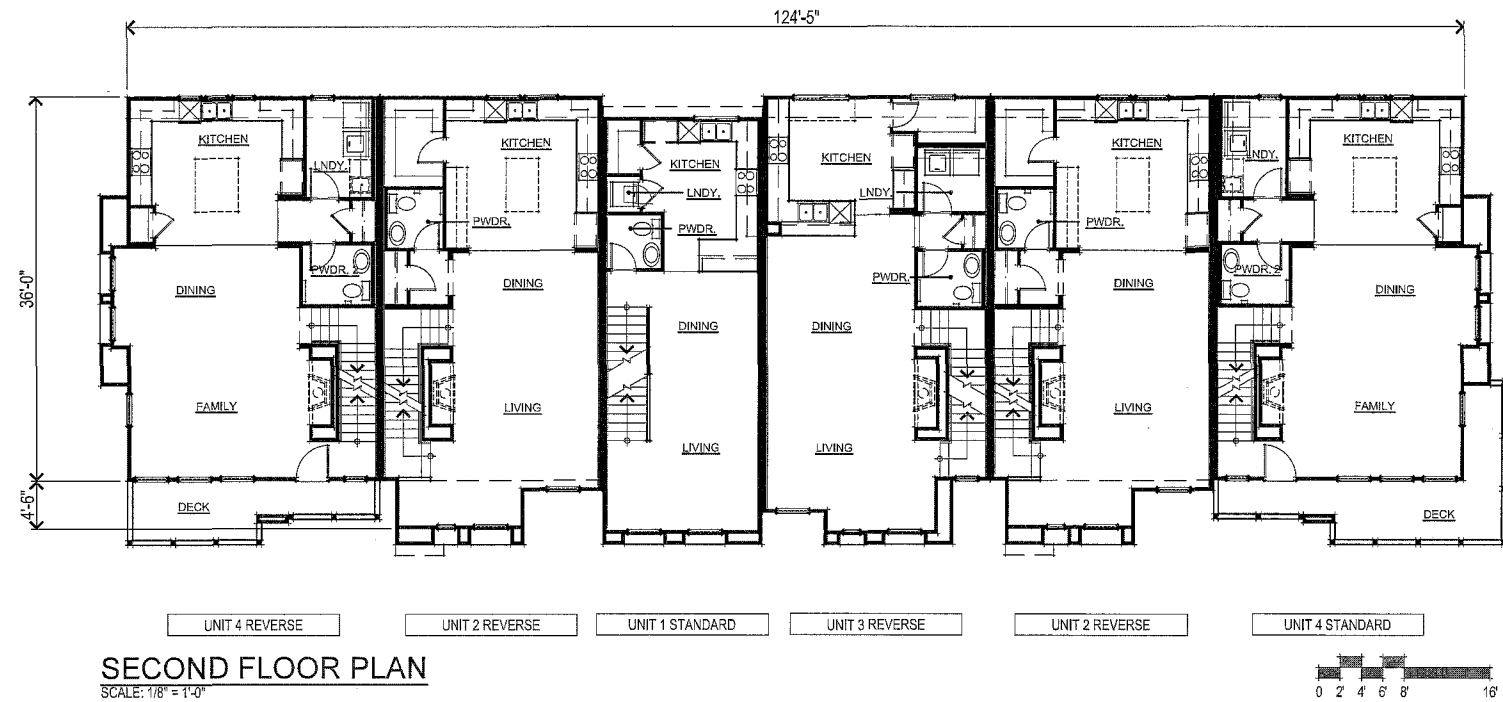 124'-5"
KITCHEN
LNDY.
KITCHEN
KITCHEN
LNDY.
PWDR.
PWDR.
KITCHEN
LNDY.
PWDR.
KITCHEN
PWDR.
LNDY.
KITCHEN
36'-0"
PWDR. 2
DINING
DINING
DINING
DINING
DINING
PWDR. 2
DINING
FAMILY
LIVING
LIVING
LIVING
LIVING
FAMILY
4'-6"
DECK
DECK
UNIT 4 REVERSE
UNIT 2 REVERSE
UNIT 1 STANDARD
UNIT 3 REVERSE
UNIT 2 REVERSE
UNIT 4 STANDARD
SECOND FLOOR PLAN
SCALE: 1/8" = 1'-0"
0 2' 4' 6' 8' 16'